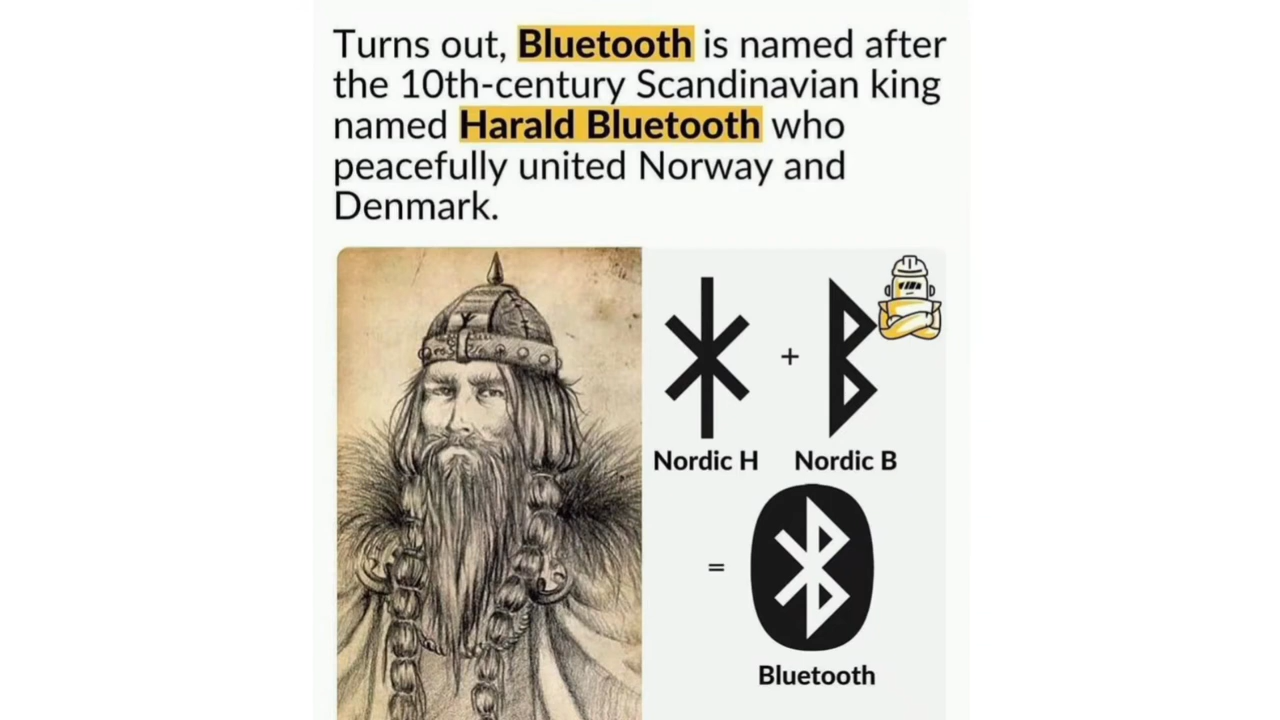 Turns out, Bluetooth is named after
the 10th-century Scandinavian king
named Harald Bluetooth who
peacefully united Norway and
Denmark.
+
Nordic H Nordic B
=
Bluetooth